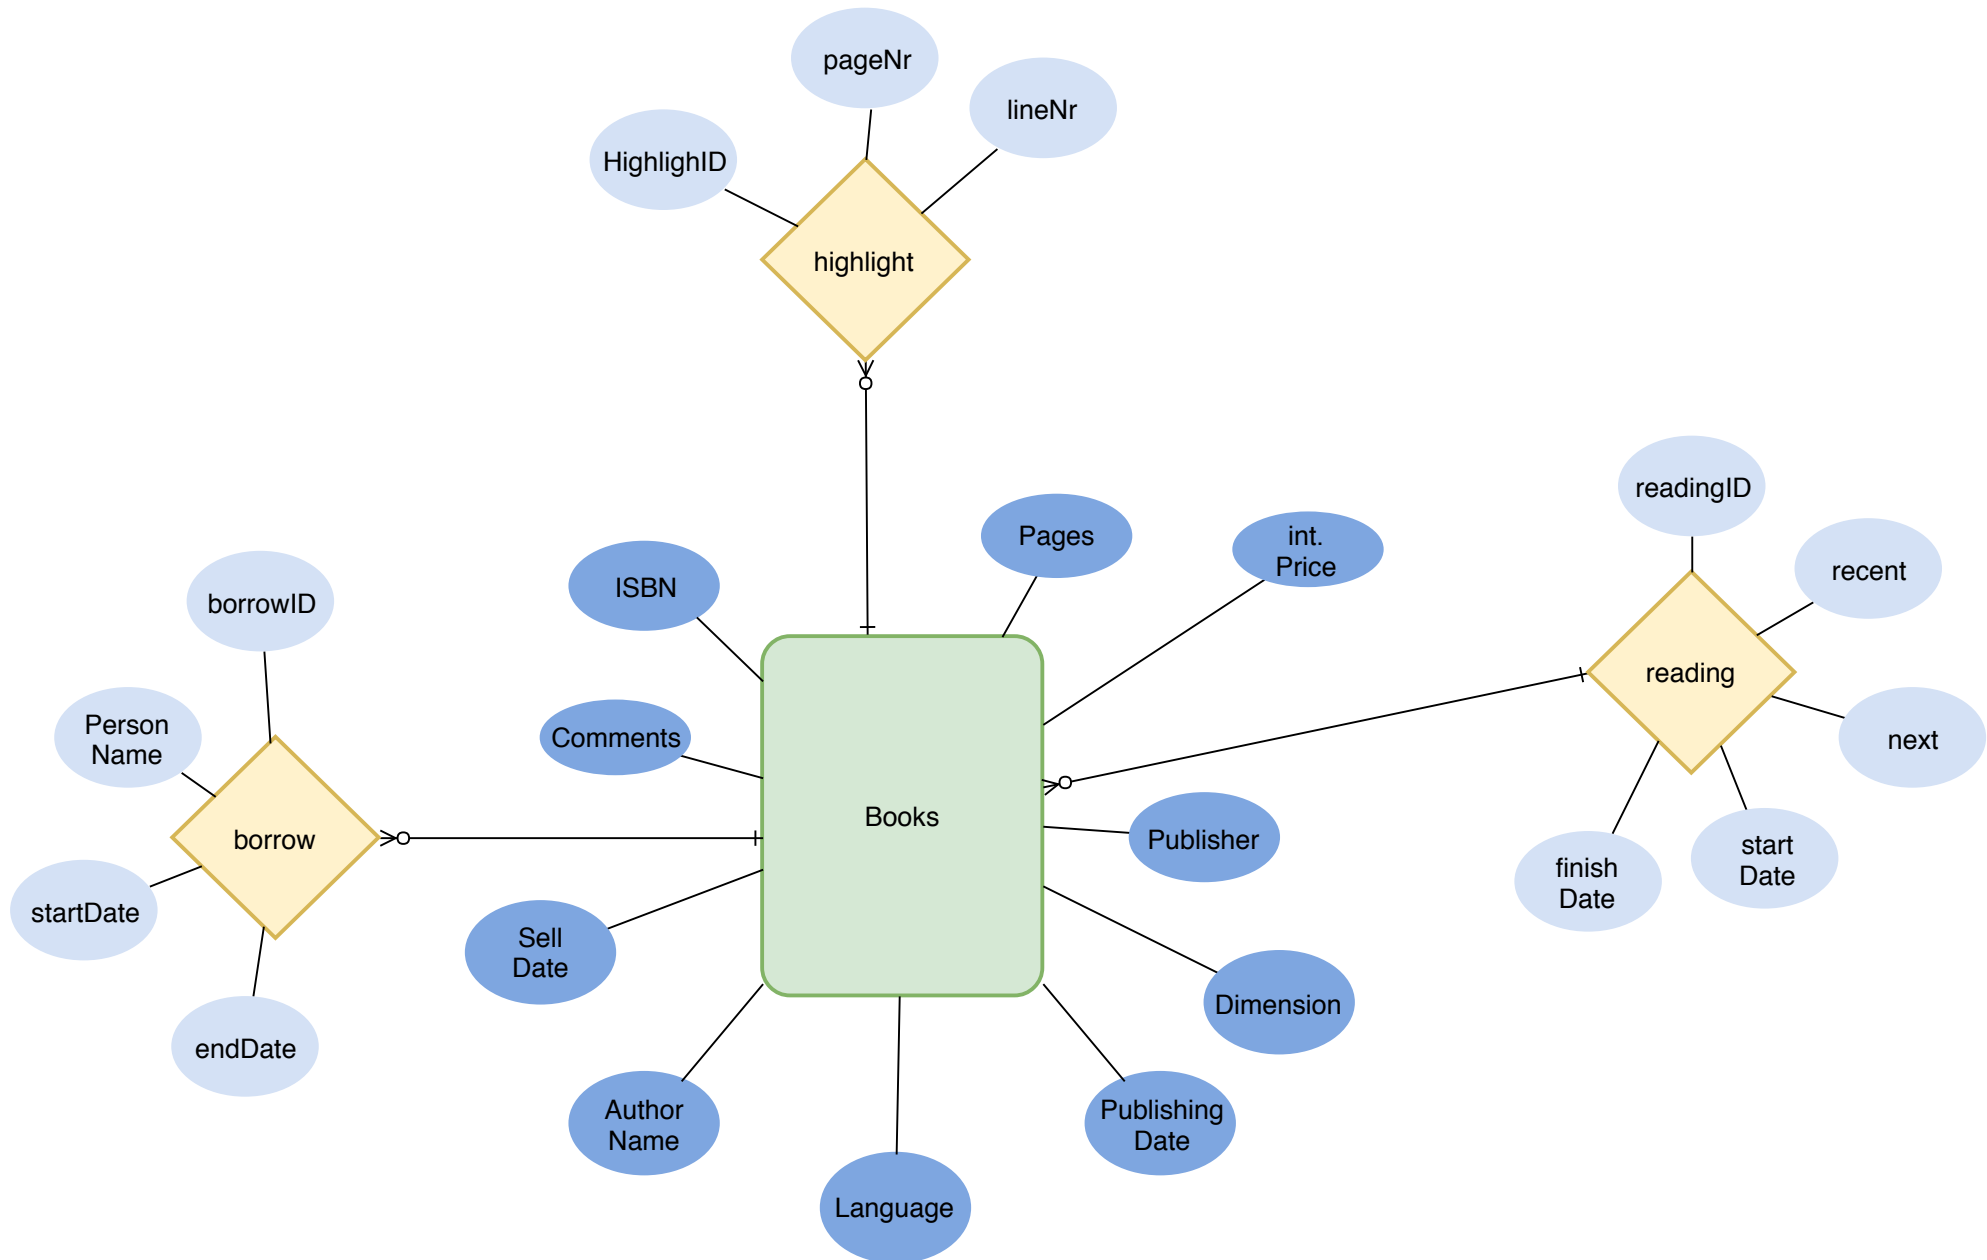 pageNr
lineNr
HighlighID
highlight
readingID
Pages
int.
Price
recent
ISBN
borrowID
reading
Person
Name
Comments
next
Books
borrow
Publisher
start
Date
finish
Date
startDate
Sell
Date
Dimension
endDate
Author
Name
Publishing
Date
Language